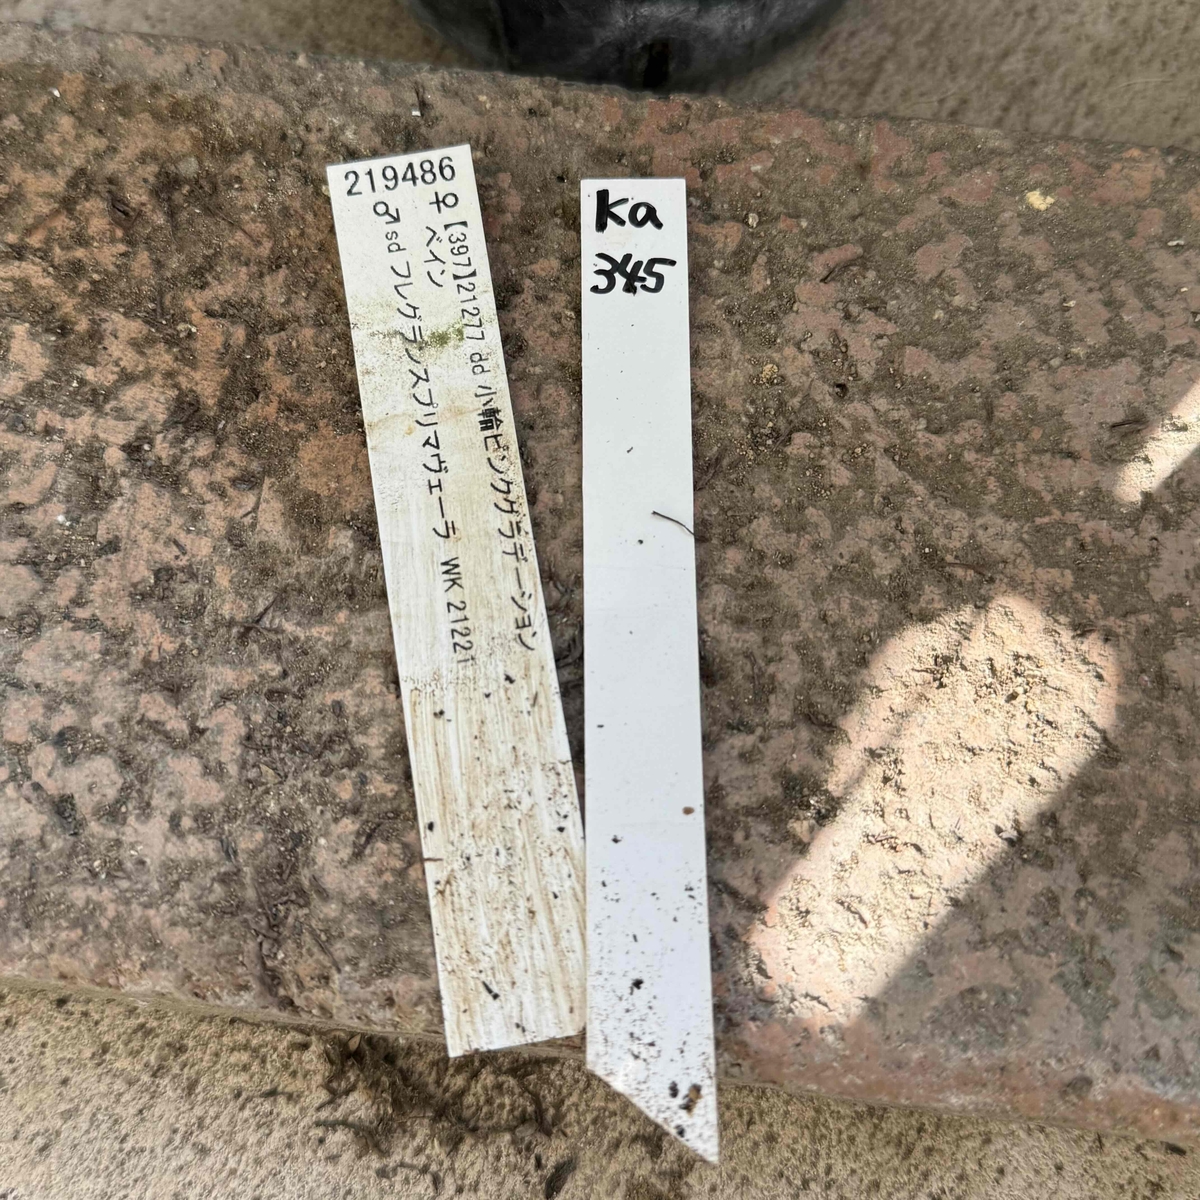 219486
♀【397】21277 dd 小輪ピンクグラデーション
ベイン
♂sd フレグランスプリマヴェーラ WK 21221
Ka
345